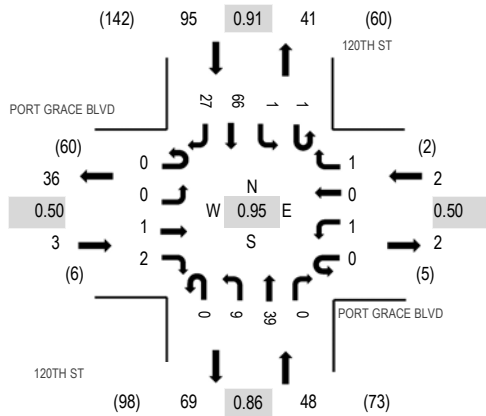 (142) 95 0.91 41 (60)
120TH ST
27 66 1 1
PORT GRACE BLVD
(60) 0 1 (2)
36 0 0 2
N
0.50 W 0.95 E 0.50
S
3 1 1 2
(6) 2 0 (5)
0 9 39 0
PORT GRACE BLVD
120TH ST
(98) 69 0.86 48 (73)